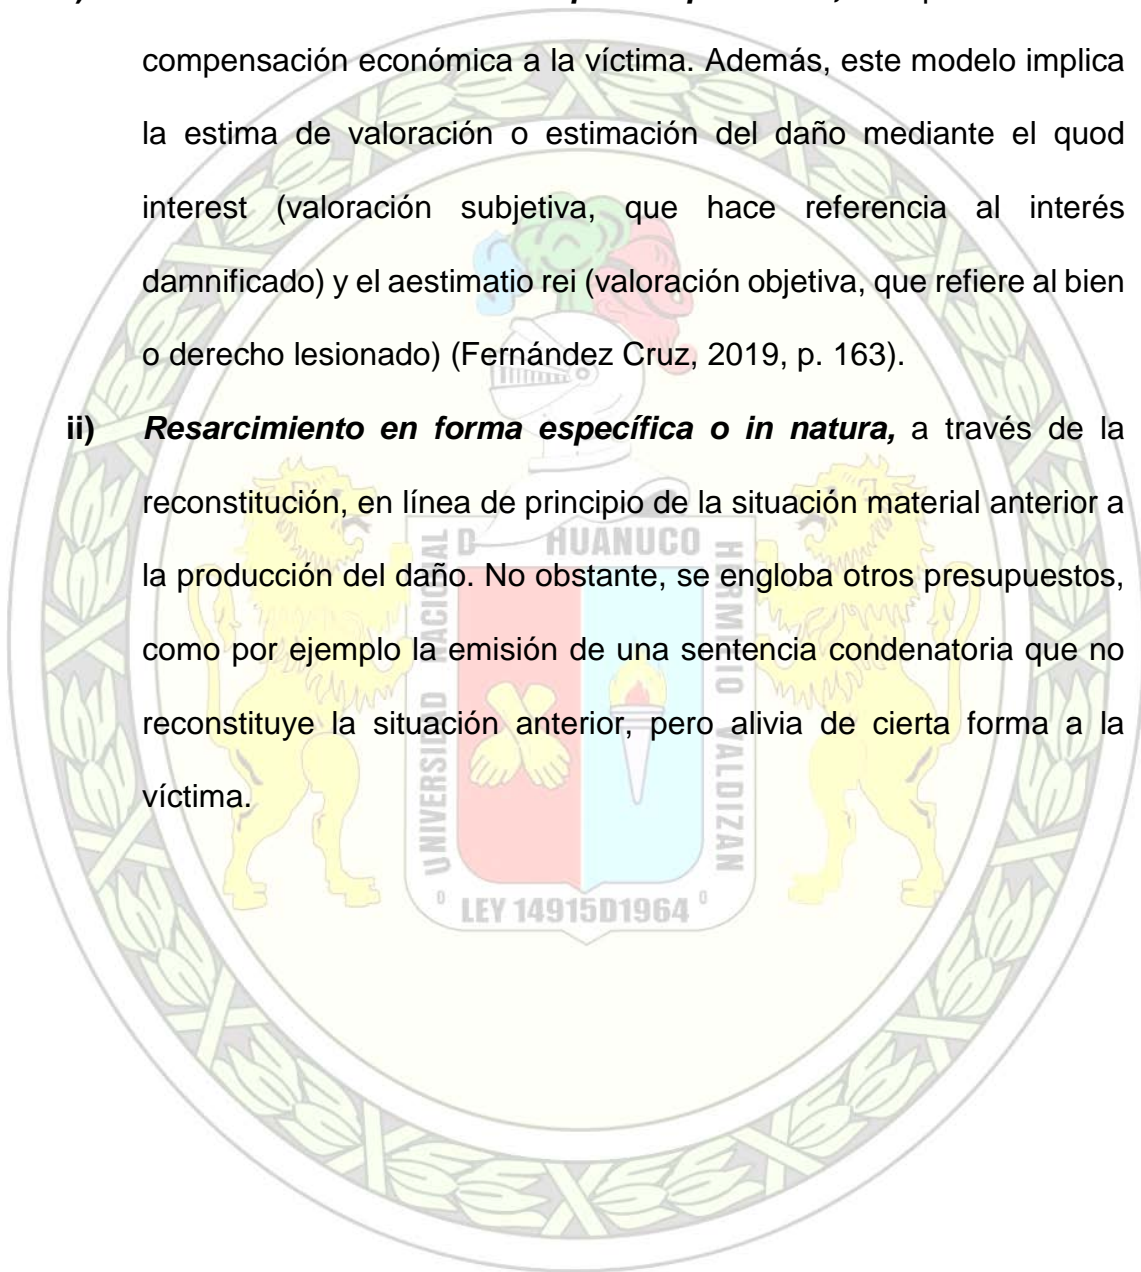 compensación económica a la víctima. Además, este modelo implica
la estima de valoración o estimación del daño mediante el quod
interest (valoración subjetiva, que hace referencia al interés
damnificado) y el aestimatio rei (valoración objetiva, que refiere al bien
o derecho lesionado) (Fernández Cruz, 2019, p. 163).
ii) Resarcimiento en forma específica o in natura, a través de la
reconstitución, en línea de principio de la situación material anterior a
la producción del daño. No obstante, se engloba otros presupuestos,
como por ejemplo la emisión de una sentencia condenatoria que no
reconstituye la situación anterior, pero alivia de cierta forma a la
víctima.
UNIVERSIDAD NACIONAL
D HUANUCO
HERMILIO VALDIZAN
LEY 14915D1964